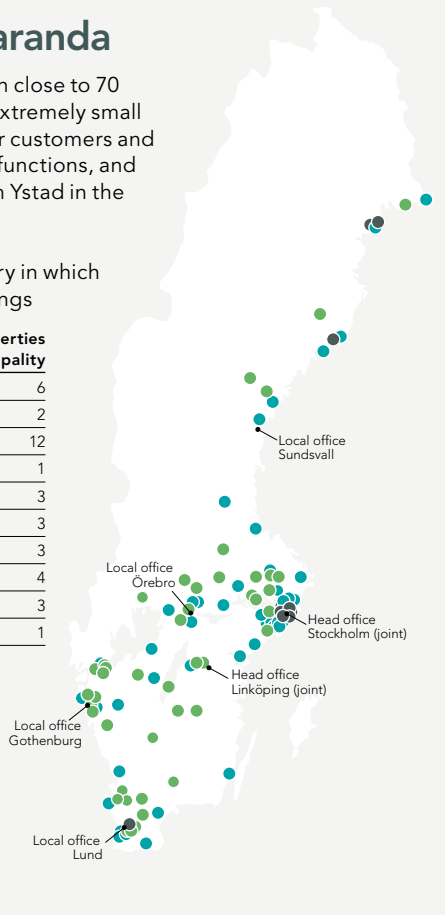 aranda
n close to 70
xtremely small
r customers and
functions, and
n Ystad in the
ry in which
ngs
erties
pality
6
2
12
1
3
3
3
4
3
1
Local office
Sundsvall
Local office
Örebro
Head office
Stockholm (joint)
Head office
Linköping (joint)
Local office
Gothenburg
Local office
Lund